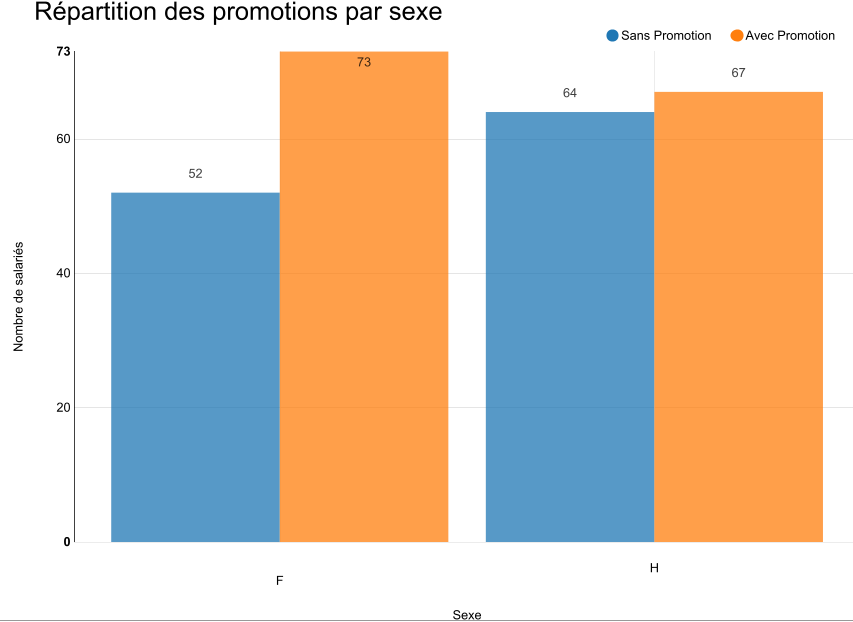 Répartition des promotions par sexe
Sans Promotion Avec Promotion
73
73
67
64
60
52
40
Nombre de salariés
20
0
F
H
Sexe